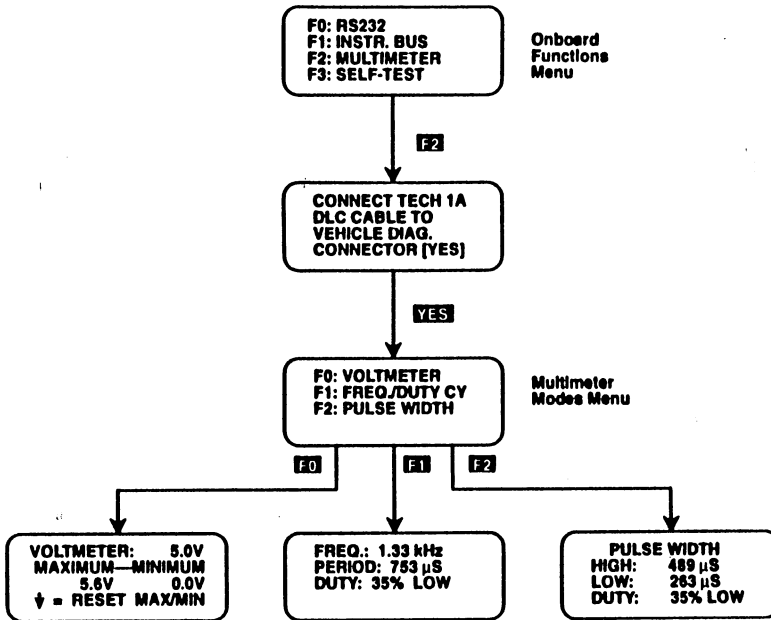 F0: RS232
F1: INSTR. BUS
F2: MULTIMETER
F3: SELF-TEST
Onboard
Functions
Menu
F2
CONNECT TECH 1A
DLC CABLE TO
VEHICLE DIAG.
CONNECTOR [YES]
YES
F0: VOLTMETER
F1: FREQ./DUTY CY
F2: PULSE WIDTH
Multimeter
Modes Menu
F0
F1
F2
VOLTMETER: 5.0V
MAXIMUM—MINIMUM
5.6V 0.0V
↓ = RESET MAX/MIN
FREQ.: 1.33 kHz
PERIOD: 753 µS
DUTY: 35% LOW
PULSE WIDTH
HIGH: 489 µS
LOW: 263 µS
DUTY: 35% LOW